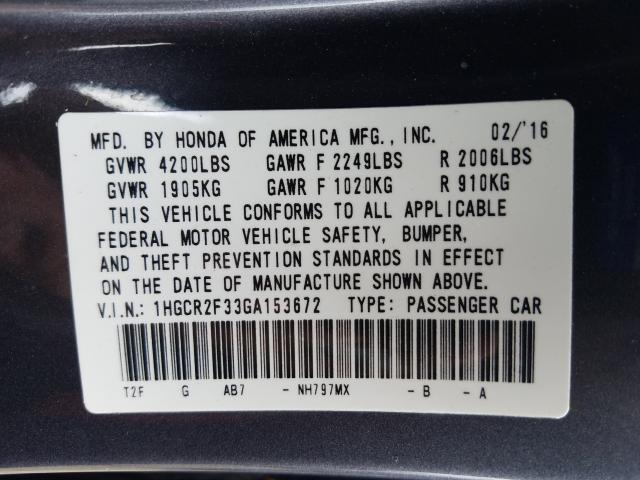 MFD. BY HONDA OF AMERICA MFG., INC. 02/'16
GVWR 4200LBS GAWR F 2249LBS R 2006LBS
GVWR 1905KG GAWR F 1020KG R 910KG
THIS VEHICLE CONFORMS TO ALL APPLICABLE
FEDERAL MOTOR VEHICLE SAFETY, BUMPER,
AND THEFT PREVENTION STANDARDS IN EFFECT
ON THE DATE OF MANUFACTURE SHOWN ABOVE.
V.I.N.: 1HGCR2F33GA153672 TYPE: PASSENGER CAR
T2F G AB7 - NH797MX - B - A